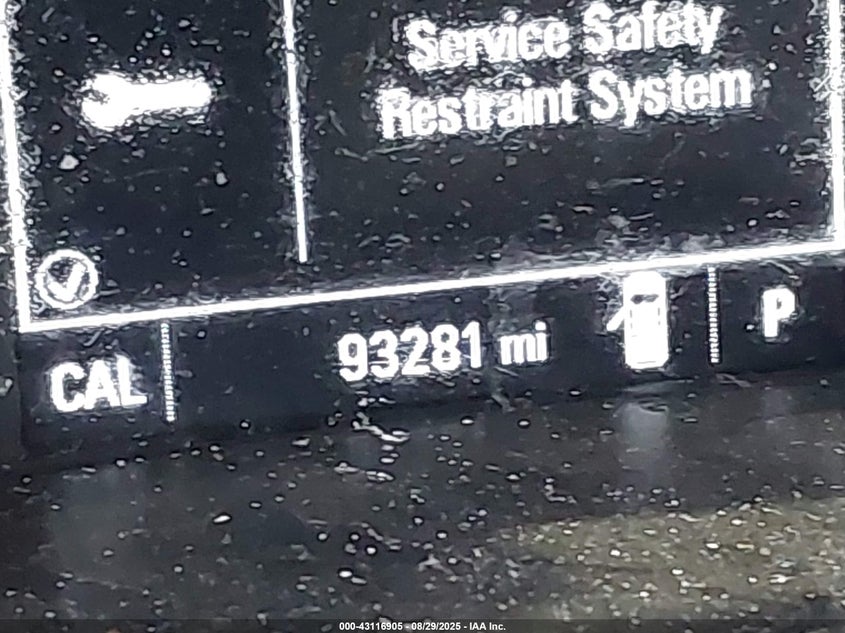 Service Safety
Restraint System
CAL
93281 mi
P
000-43116905 - 08/29/2025 - IAA Inc.